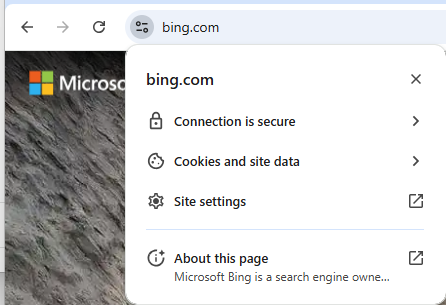 bing.com
Microso
bing.com
Connection is secure
Cookies and site data
Site settings
About this page
Microsoft Bing is a search engine owne...